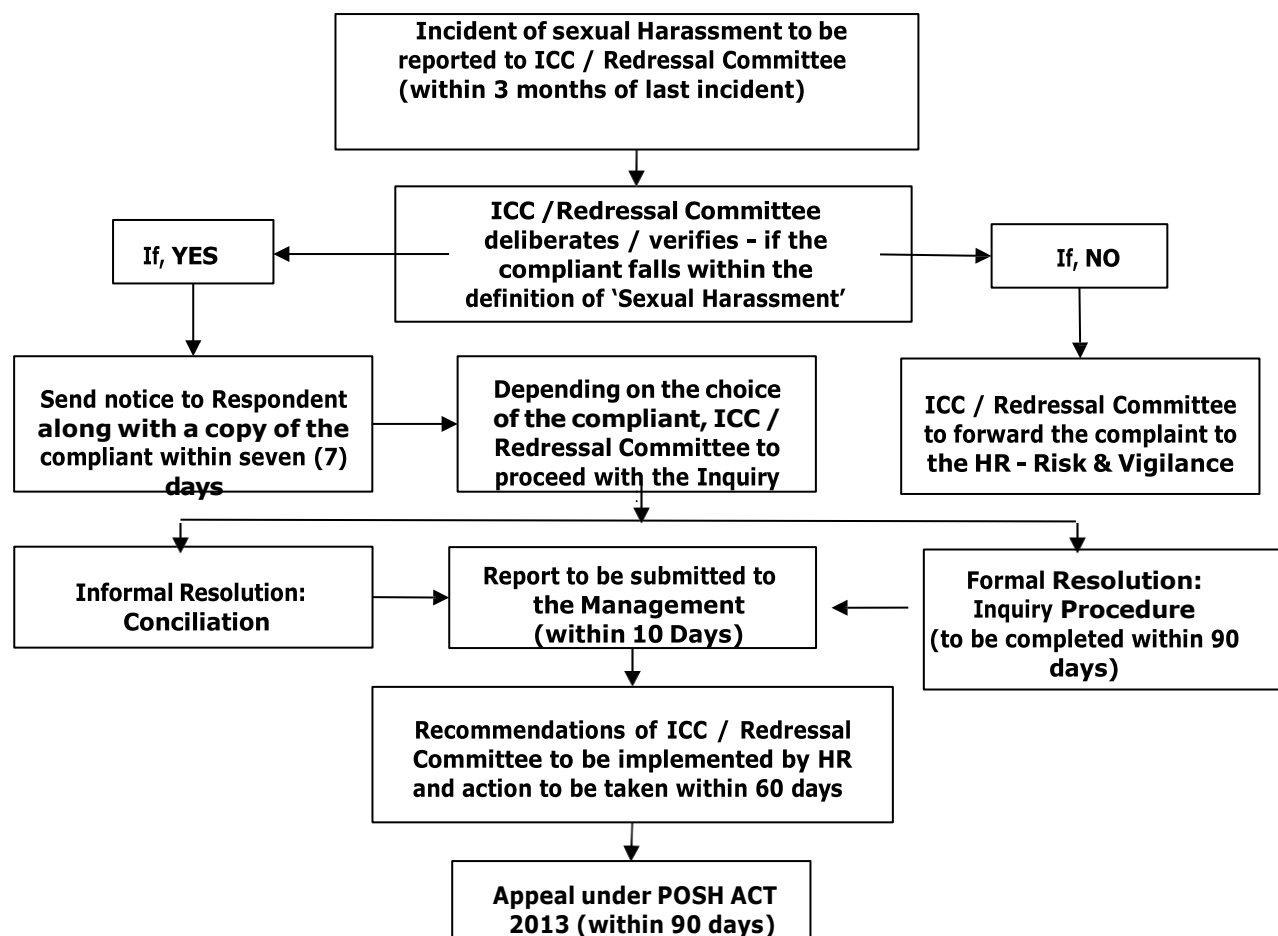 Incident of sexual Harassment to be
reported to ICC / Redressal Committee
(within 3 months of last incident)
ICC /Redressal Committee
deliberates / verifies - if the
compliant falls within the
definition of ‘Sexual Harassment’
If, YES
If, NO
Send notice to Respondent
along with a copy of the
compliant within seven (7)
days
Depending on the choice
of the compliant, ICC /
Redressal Committee to
proceed with the Inquiry
ICC / Redressal Committee
to forward the complaint to
the HR - Risk & Vigilance
Informal Resolution:
Conciliation
Report to be submitted to
the Management
(within 10 Days)
Formal Resolution:
Inquiry Procedure
(to be completed within 90
days)
Recommendations of ICC / Redressal
Committee to be implemented by HR
and action to be taken within 60 days
Appeal under POSH ACT
2013 (within 90 days)